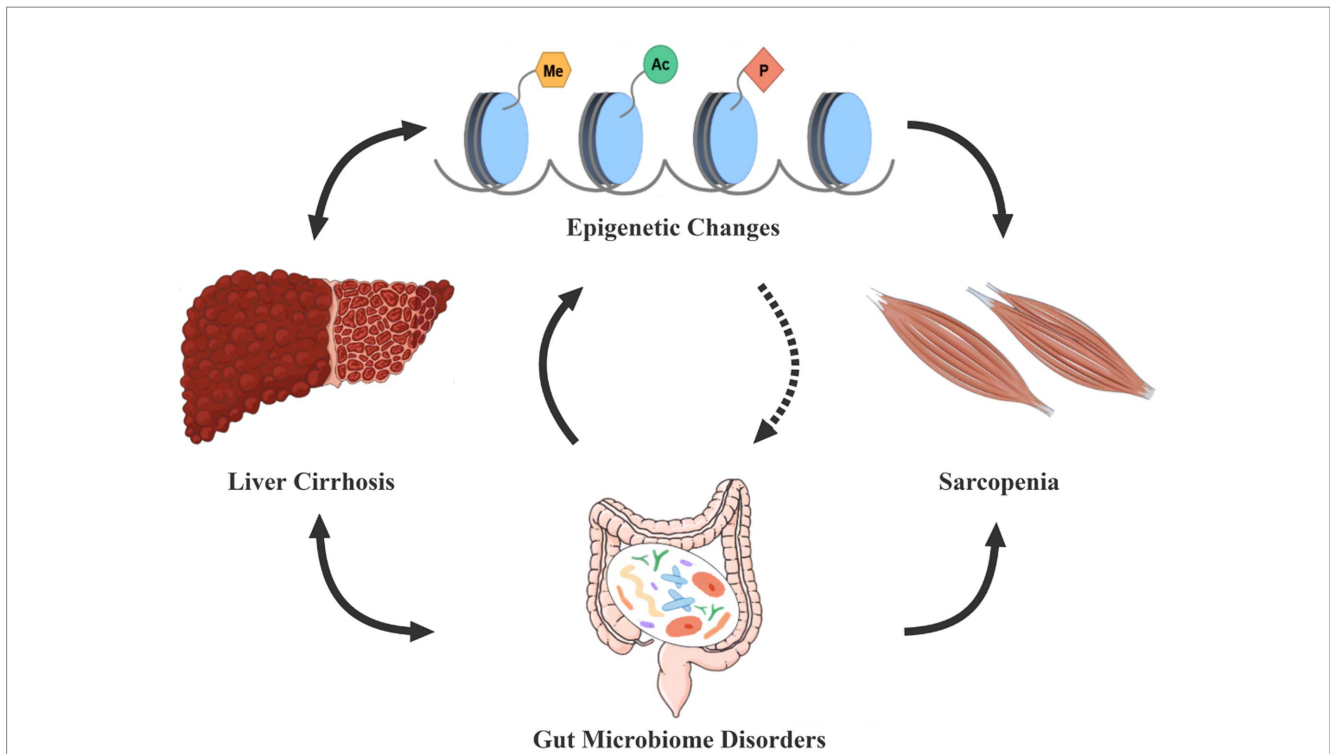 Me
Ac
P
Epigenetic Changes
Liver Cirrhosis
Sarcopenia
Gut Microbiome Disorders